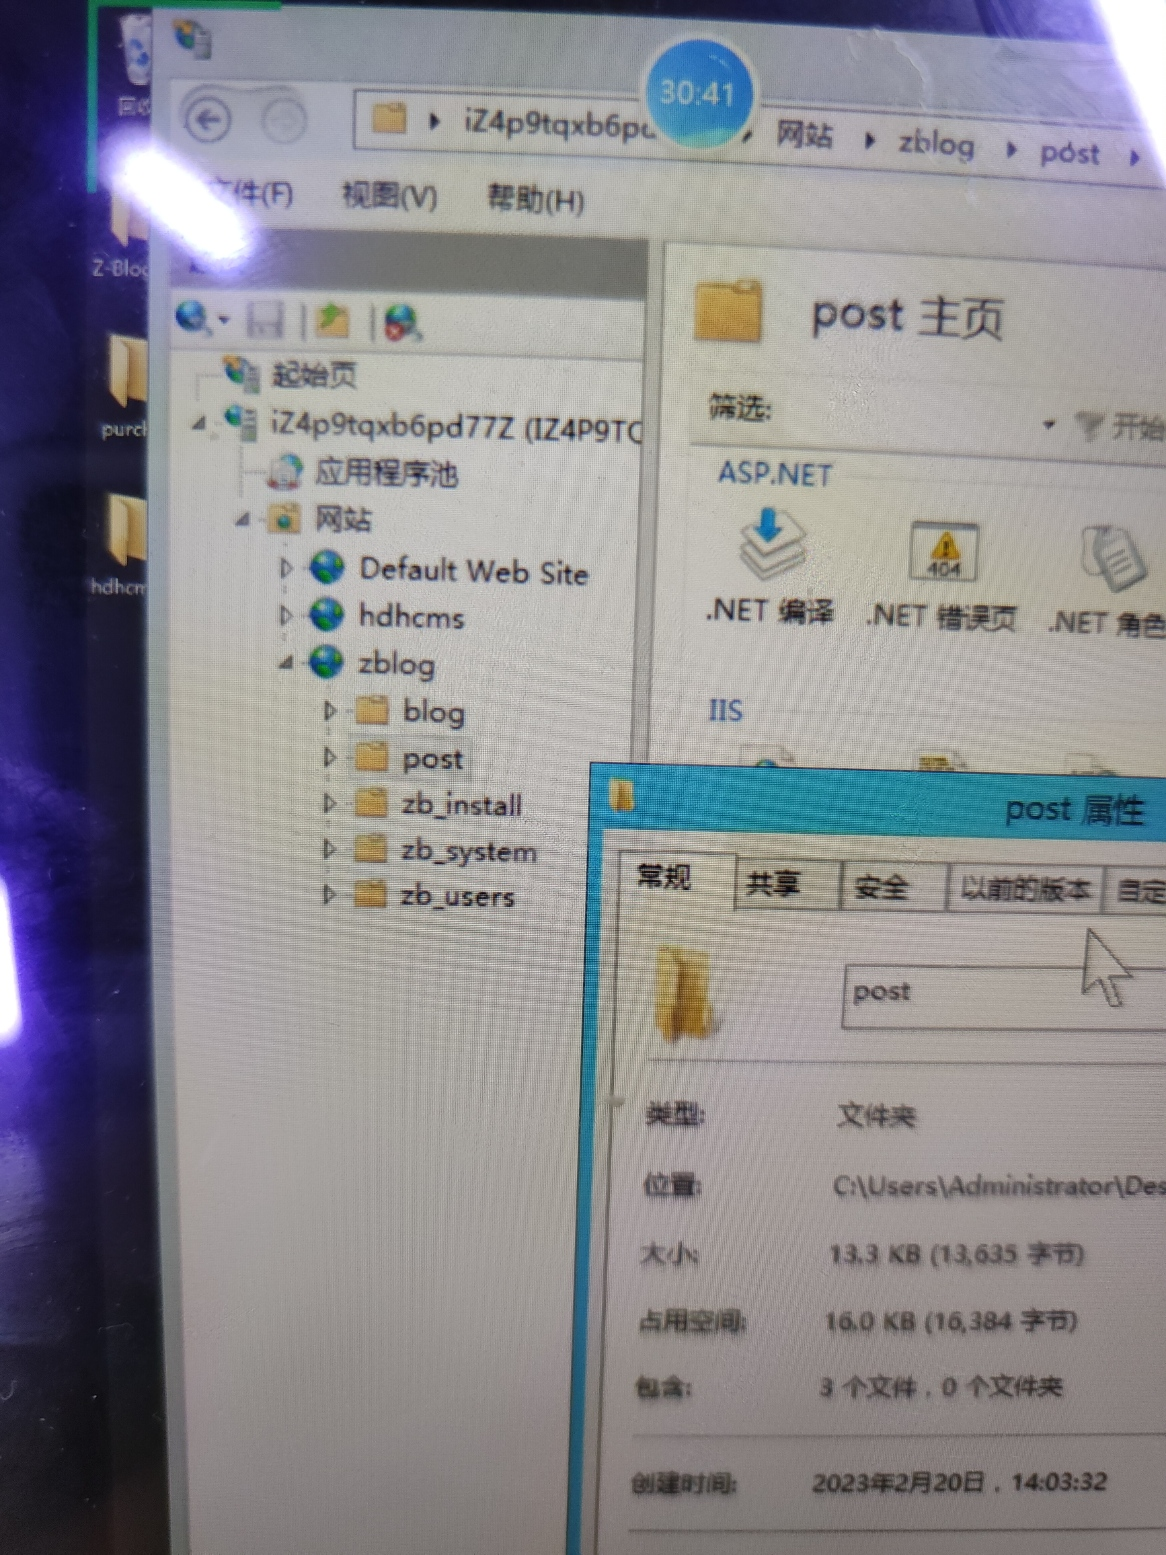 30:41
iZ4p9tqxb6p
网站
zblog
post
文件(F)
视图(V)
帮助(H)
Z-Blo
purc
hdhc
起始页
iZ4p9tqxb6pd77Z (IZ4P9T
应用程序池
网站
Default Web Site
hdhcms
zblog
blog
post
zb_install
zb_system
zb_users
post 主页
筛选:
开始
ASP.NET
404
.NET 编译
.NET 错误页
.NET 角色
IIS
post 属性
常规
共享
安全
以前的版本
自定
post
类型:
文件夹
位置:
C:\Users\Administrator\Des
大小:
13.3 KB (13,635 字节)
占用空间:
16.0 KB (16,384 字节)
包含:
3 个文件，0 个文件夹
创建时间:
2023年2月20日，14:03:32